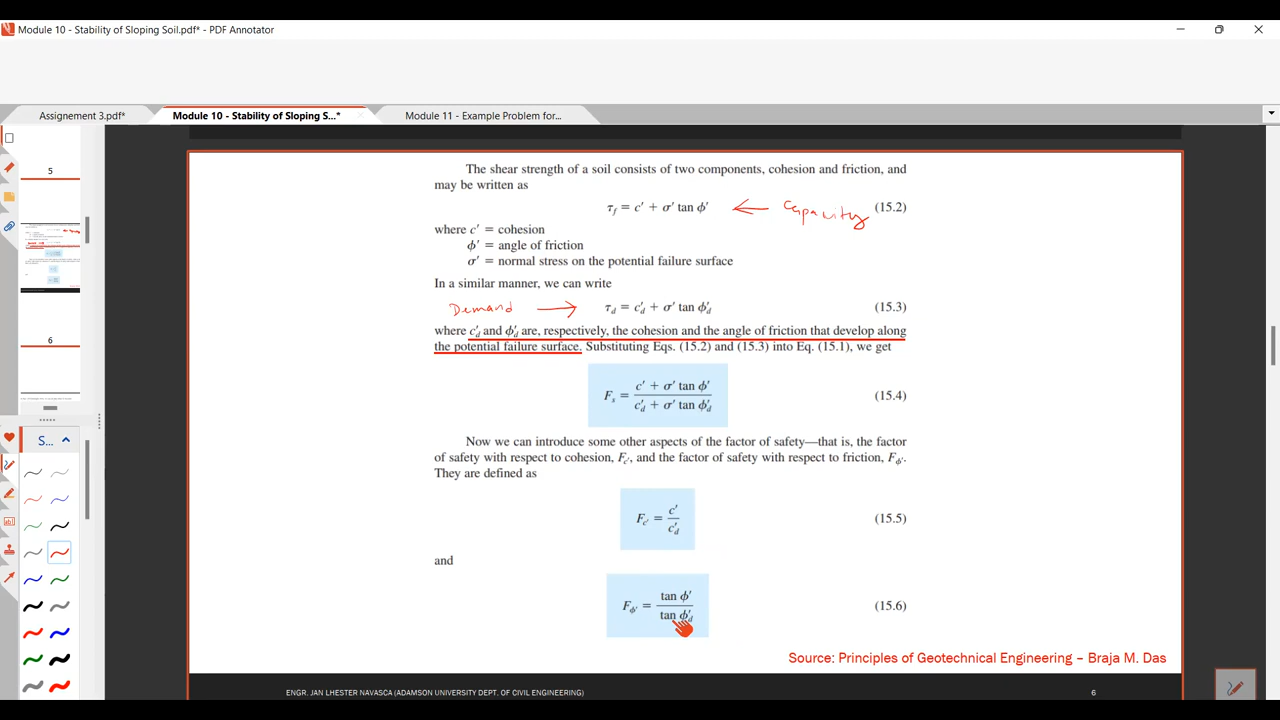 Module 10 - Stability of Sloping Soil.pdf* - PDF Annotator
Assignement 3.pdf*
Module 10 - Stability of Sloping S...*
Module 11 - Example Problem for...
5
6
S...
The shear strength of a soil consists of two components, cohesion and friction, and
may be written as
τf = c′ + σ′ tan ϕ′ ← Capacity (15.2)
where c′ = cohesion
ϕ′ = angle of friction
σ′ = normal stress on the potential failure surface
In a similar manner, we can write
Demand → τd = c′d + σ′ tan ϕ′d (15.3)
where c′d and ϕ′d are, respectively, the cohesion and the angle of friction that develop along
the potential failure surface. Substituting Eqs. (15.2) and (15.3) into Eq. (15.1), we get
Fs = (c′ + σ′ tan ϕ′)/(c′d + σ′ tan ϕ′d) (15.4)
Now we can introduce some other aspects of the factor of safety—that is, the factor
of safety with respect to cohesion, Fc′, and the factor of safety with respect to friction, Fϕ′.
They are defined as
Fc′ = c′/c′d (15.5)
and
Fϕ′ = tan ϕ′/tan ϕ′d (15.6)
Source: Principles of Geotechnical Engineering – Braja M. Das
ENGR. JAN LHESTER NAVASCA (ADAMSON UNIVERSITY DEPT. OF CIVIL ENGINEERING)
6